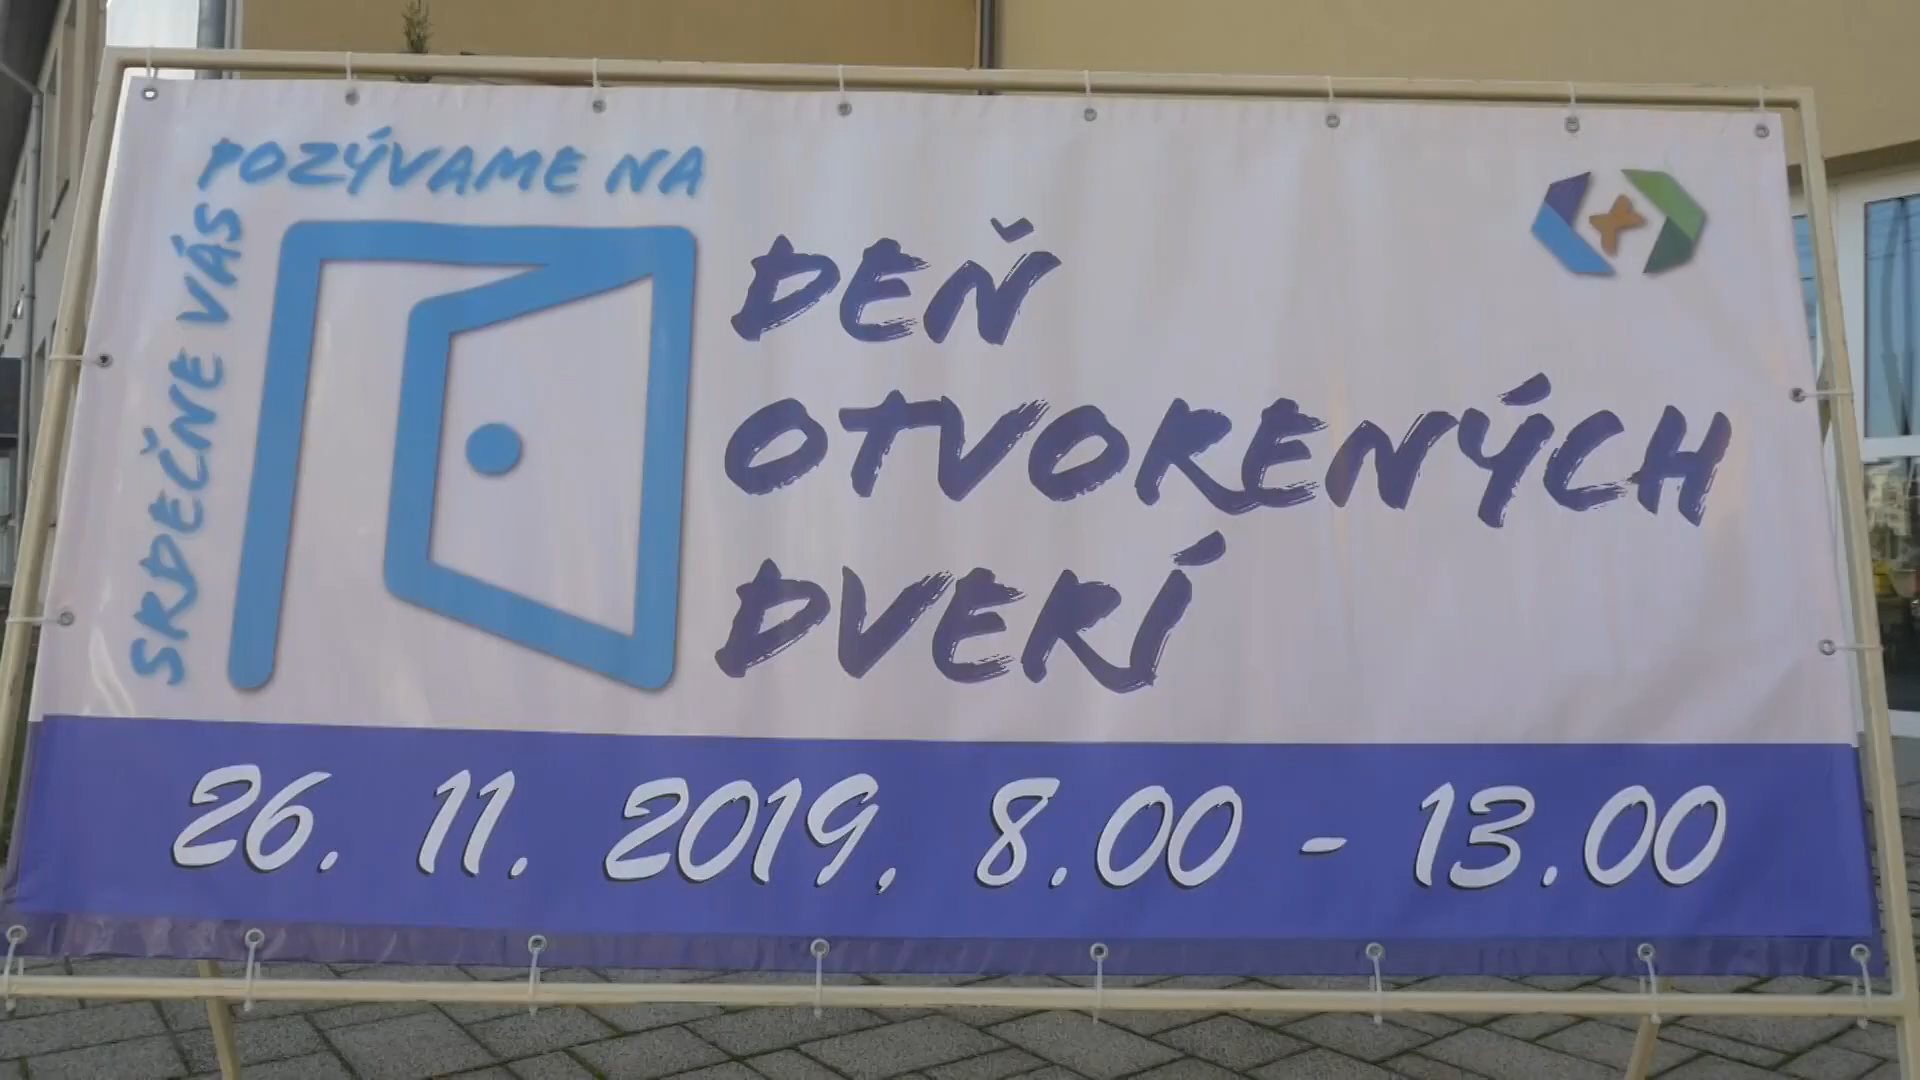 SRDEČNE VÁS
POZÝVAME NA
DEŇ
OTVORENÝCH
DVERÍ
26. 11. 2019, 8.00 - 13.00